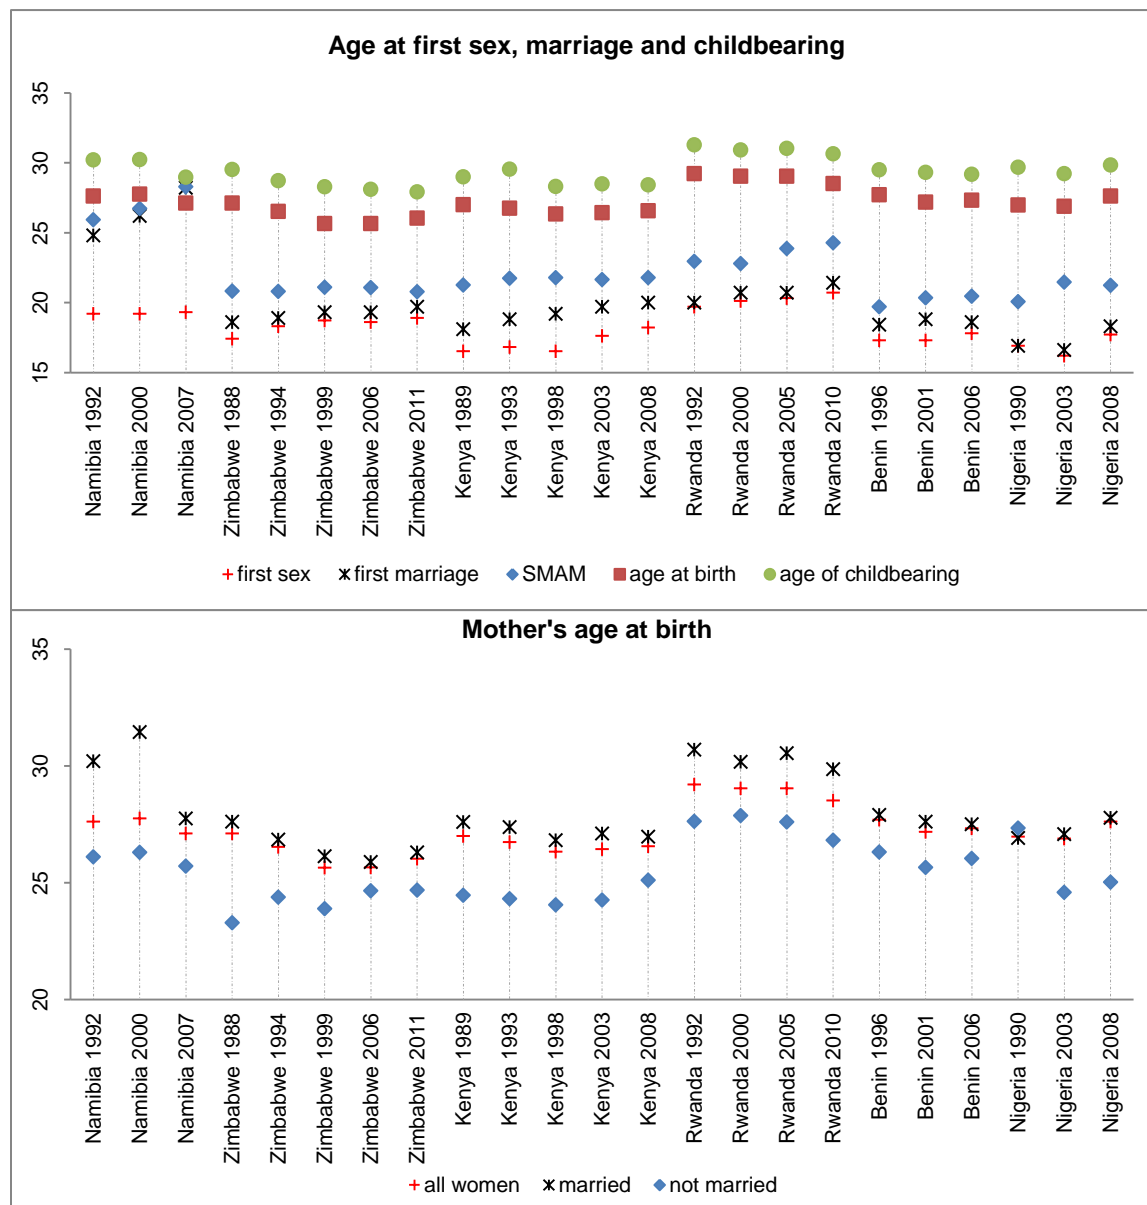 Age at first sex, marriage and childbearing
35
30
25
20
15
Namibia 1992
Namibia 2000
Namibia 2007
Zimbabwe 1988
Zimbabwe 1994
Zimbabwe 1999
Zimbabwe 2006
Zimbabwe 2011
Kenya 1989
Kenya 1993
Kenya 1998
Kenya 2003
Kenya 2008
Rwanda 1992
Rwanda 2000
Rwanda 2005
Rwanda 2010
Benin 1996
Benin 2001
Benin 2006
Nigeria 1990
Nigeria 2003
Nigeria 2008
first sex first marriage SMAM age at birth age of childbearing
Mother's age at birth
35
30
25
20
Namibia 1992
Namibia 2000
Namibia 2007
Zimbabwe 1988
Zimbabwe 1994
Zimbabwe 1999
Zimbabwe 2006
Zimbabwe 2011
Kenya 1989
Kenya 1993
Kenya 1998
Kenya 2003
Kenya 2008
Rwanda 1992
Rwanda 2000
Rwanda 2005
Rwanda 2010
Benin 1996
Benin 2001
Benin 2006
Nigeria 1990
Nigeria 2003
Nigeria 2008
all women married not married